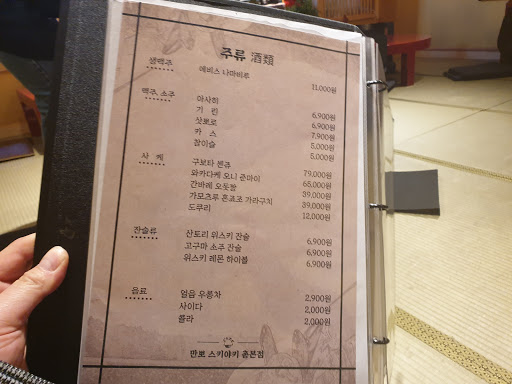 주류 酒類
생맥주
에비스 나마비루 11,000원
맥주, 소주
아사히 6,900원
기 린 6,900원
삿뽀로 7,900원
카 스 5,000원
참이슬 5,000원
사 케
구보타 센쥬 79,000원
와카다케 오니 준마이 65,000원
간바레 오또짱 39,000원
가모츠루 혼죠조 가라구치 39,000원
도쿠리 12,000원
잔술류
산토리 위스키 잔술 6,900원
고구마 소주 잔술 6,900원
위스키 레몬 하이볼 6,900원
음료
얼음 우롱차 2,900원
사이다 2,000원
콜라 2,000원
만뽀 스키야키 총본점